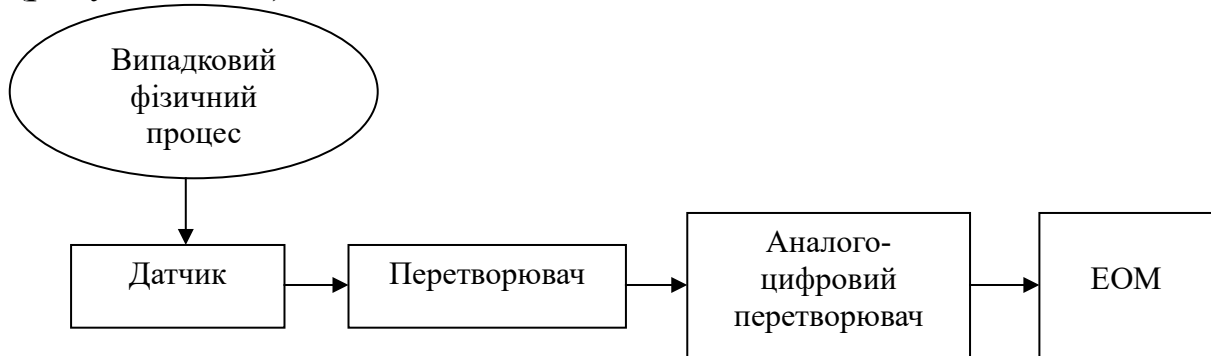 Випадковий
фізичний
процес
Датчик
Перетворювач
Аналого-
цифровий
перетворювач
ЕОМ